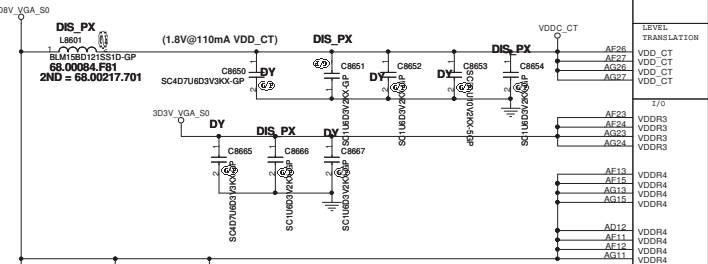 D8V_VGA_S0
DIS_PX
L8601
1
2
BLM15BD121SS1D-GP
68.00084.F81
2ND = 68.00217.701
(1.8V@110mA VDD_CT)
DIS_PX
VDDC_CT
C8650
DY
SC4D7U6D3V3KX-GP
C8651
SC1U6D3V2KX-GP
C8652
DY
SC1U6D3V2KX-GP
C8653
DY
C8654
DIS_PX
LEVEL
TRANSLATION
AF26 VDD_CT
AF27 VDD_CT
AG26 VDD_CT
AG27 VDD_CT
I/O
3D3V_VGA_S0
DY
C8665
SC4D7U6D3V3KX-GP
DIS_PX
C8666
DY
C8667
AF23 VDDR3
AF24 VDDR3
AG23 VDDR3
AG24 VDDR3
AF13 VDDR4
AF15 VDDR4
AG13 VDDR4
AG15 VDDR4
AD12 VDDR4
AF11 VDDR4
AF12 VDDR4
AG11 VDDR4